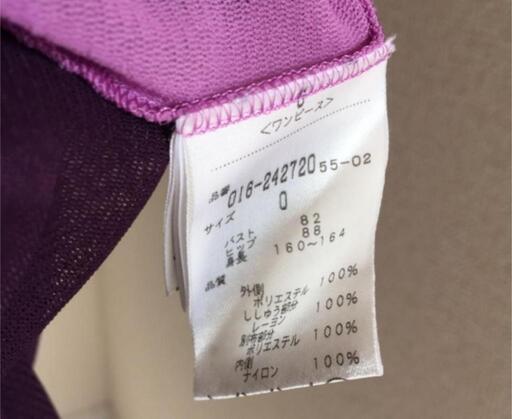 <ワンピース>
品番 016-242720 55-02
サイズ 0
バスト 82
ヒップ 88
身長 160~164
品質
外側
ポリエステル 100%
ししゅう部分
レーヨン 100%
別布部分
ポリエステル 100%
内側
ナイロン 100%